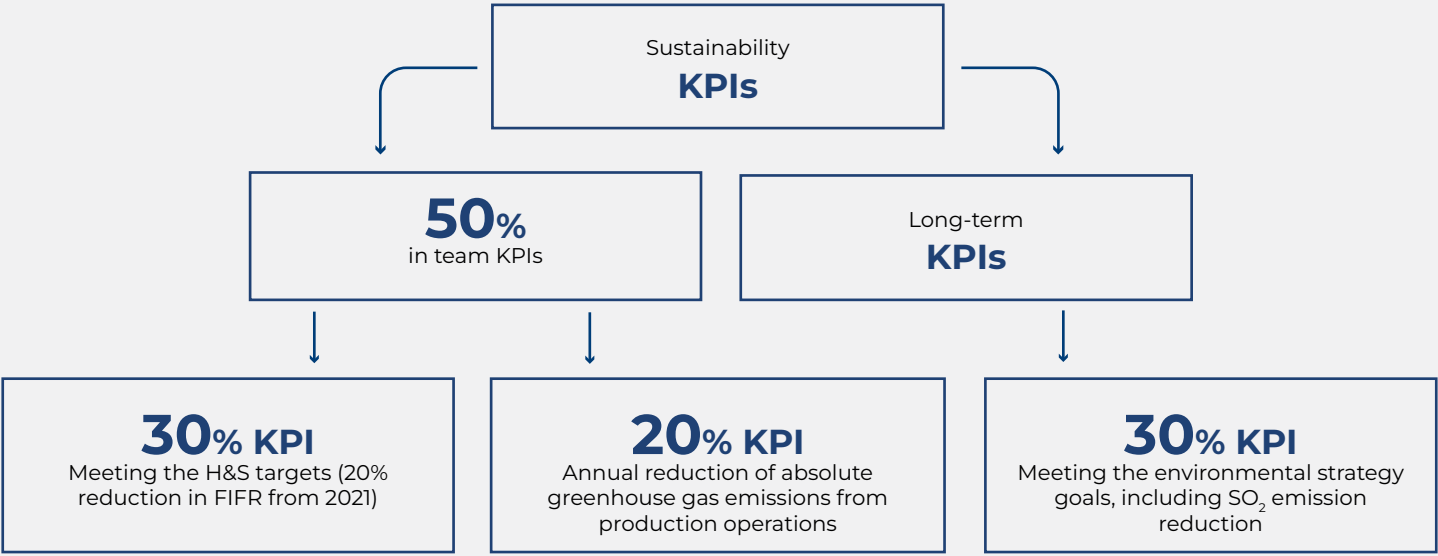 Sustainability
KPIs
50%
in team KPIs
Long-term
KPIs
30% KPI
Meeting the H&S targets (20%
reduction in FIFR from 2021)
20% KPI
Annual reduction of absolute
greenhouse gas emissions from
production operations
30% KPI
Meeting the environmental strategy
goals, including SO₂ emission
reduction